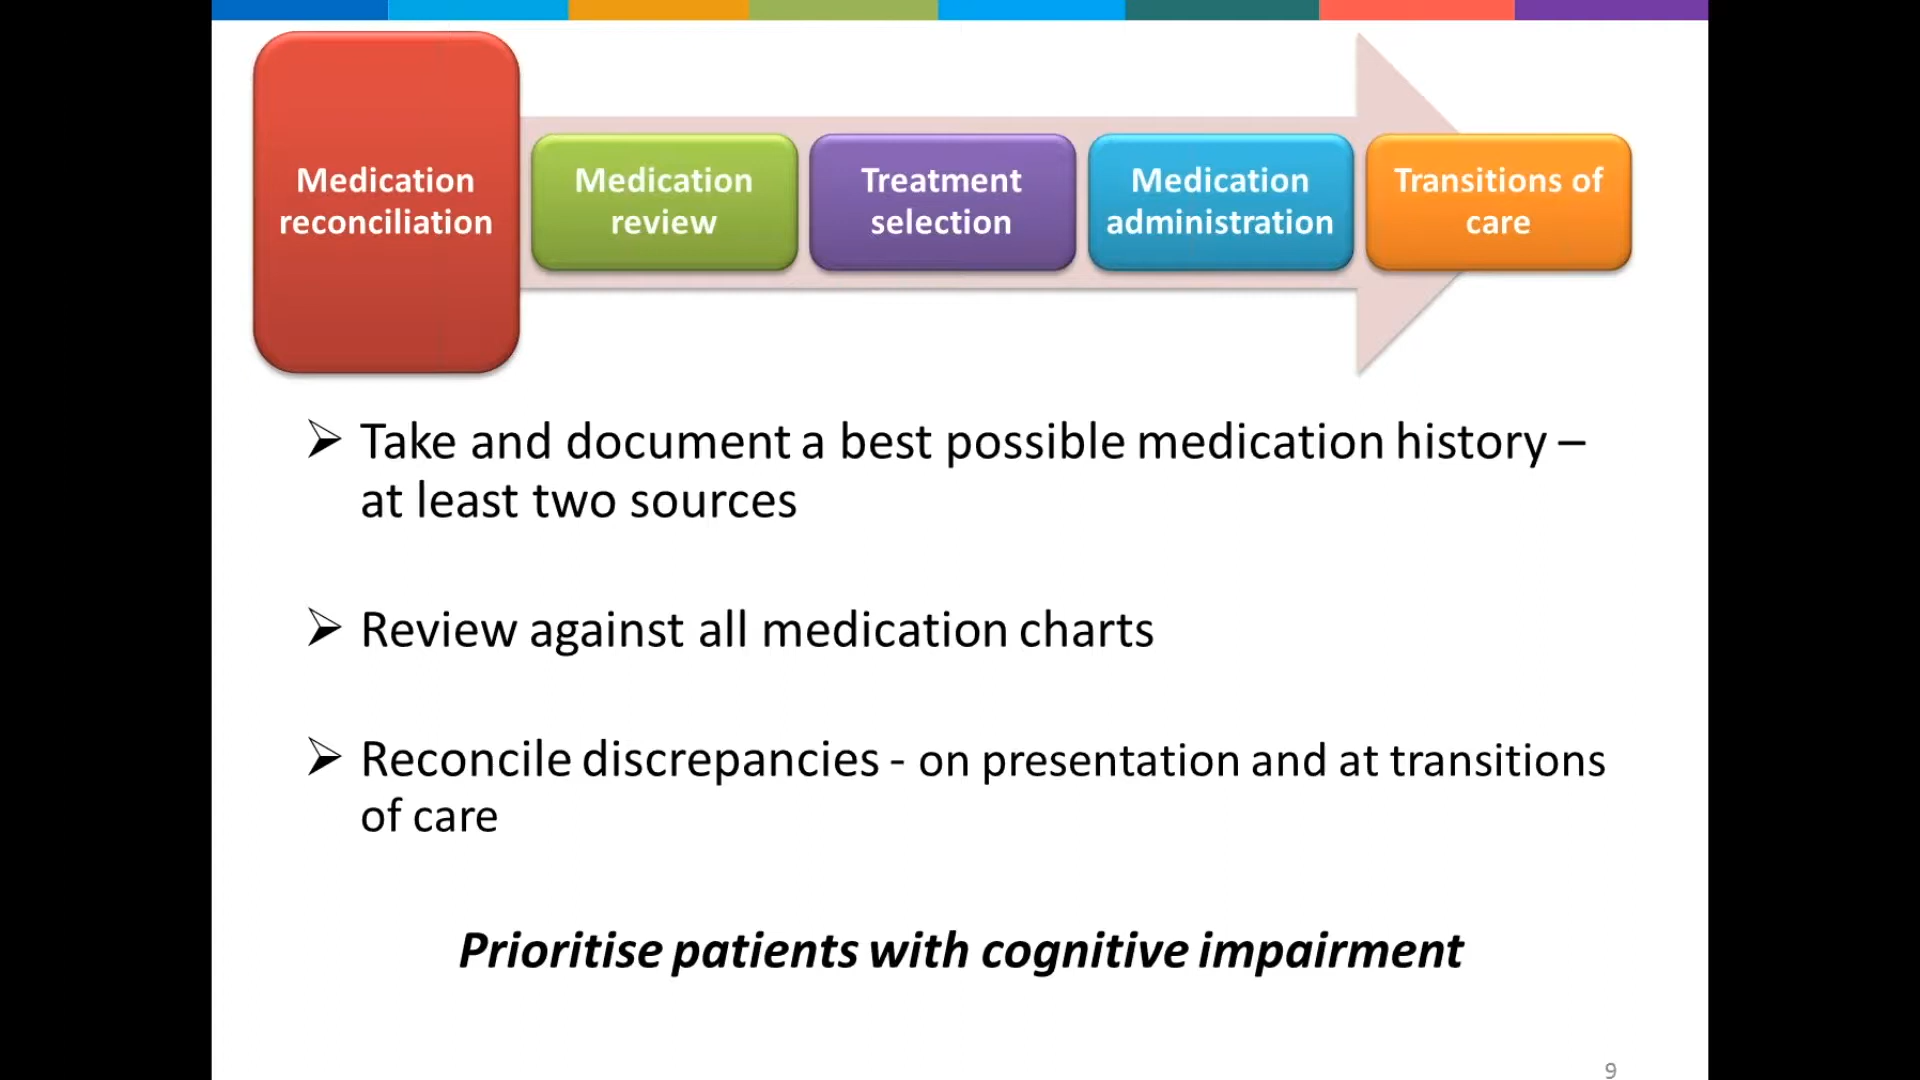 Medication
reconciliation
Medication
review
Treatment
selection
Medication
administration
Transitions of
care
➢ Take and document a best possible medication history –
at least two sources
➢ Review against all medication charts
➢ Reconcile discrepancies - on presentation and at transitions
of care
Prioritise patients with cognitive impairment
9